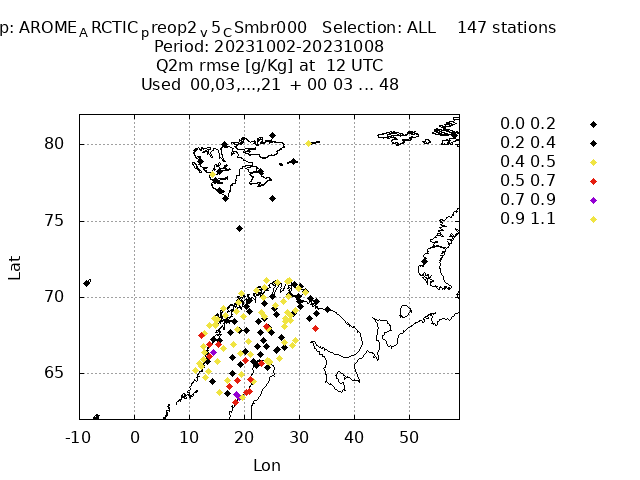 p: AROME_ARCTIC_preop2_v5_CSmbr000 Selection: ALL 147 stations
Period: 20231002-20231008
Q2m rmse [g/Kg] at 12 UTC
Used 00,03,...,21 + 00 03 ... 48
0.0 0.2
0.2 0.4
0.4 0.5
0.5 0.7
0.7 0.9
0.9 1.1
80
75
70
65
Lat
-10 0 10 20 30 40 50
Lon